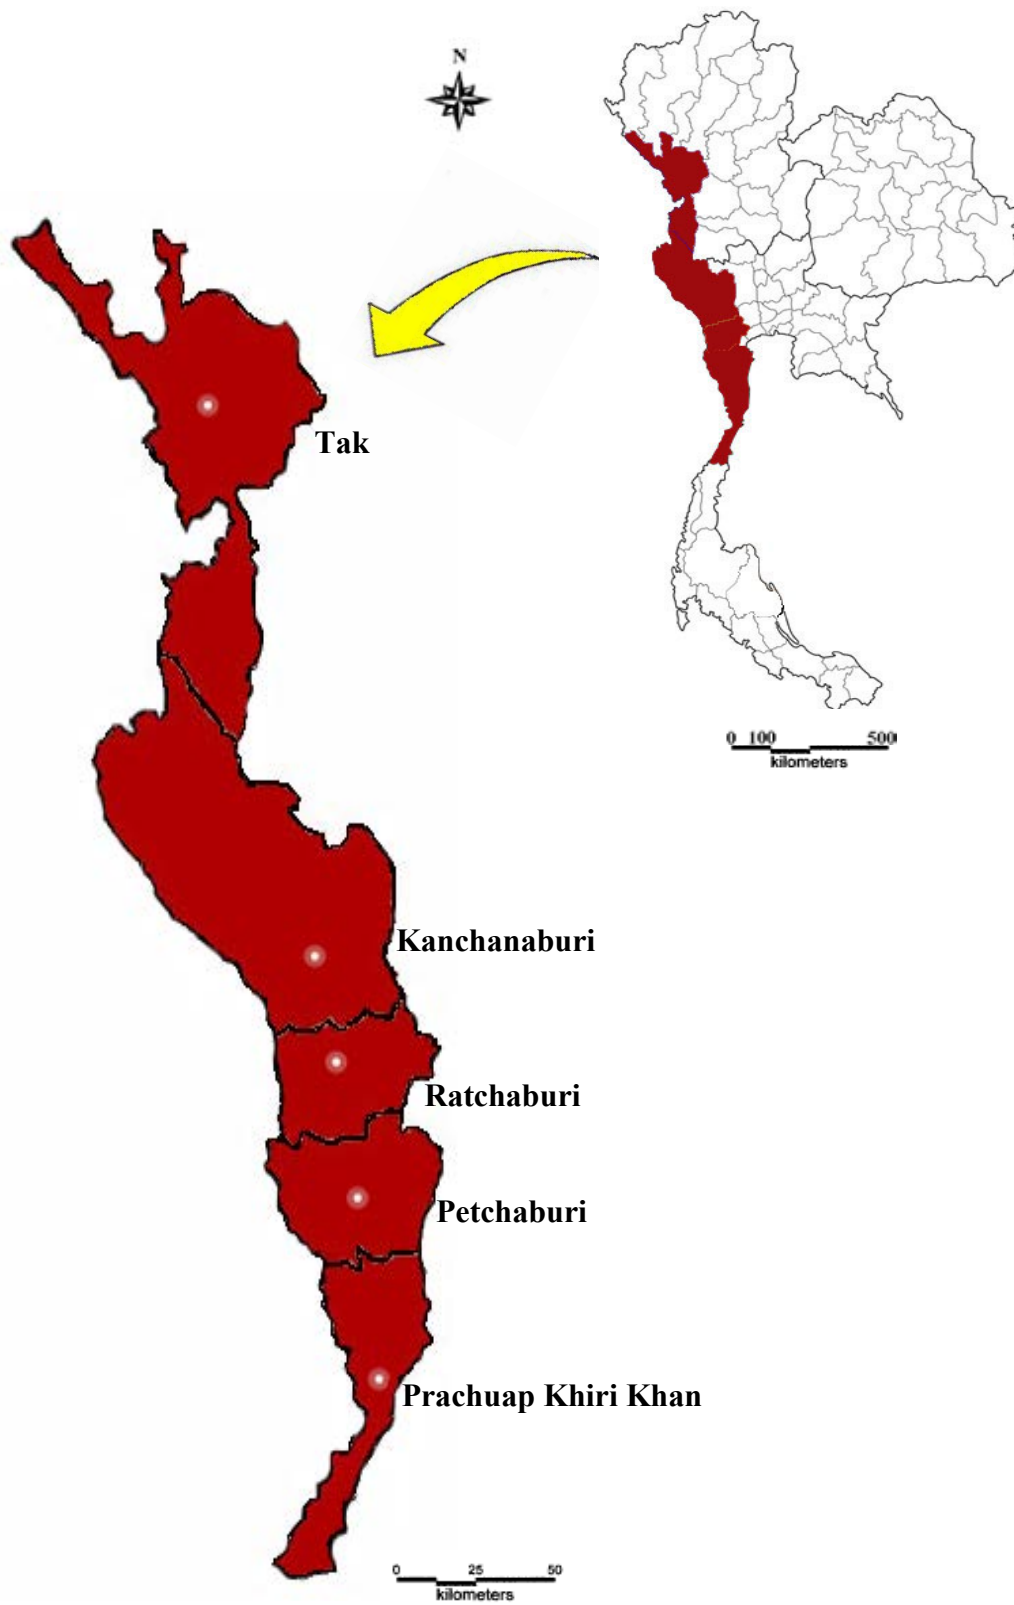 N
Tak
0 100 500
kilometers
Kanchanaburi
Ratchaburi
Petchaburi
Prachuap Khiri Khan
0 25 50
kilometers